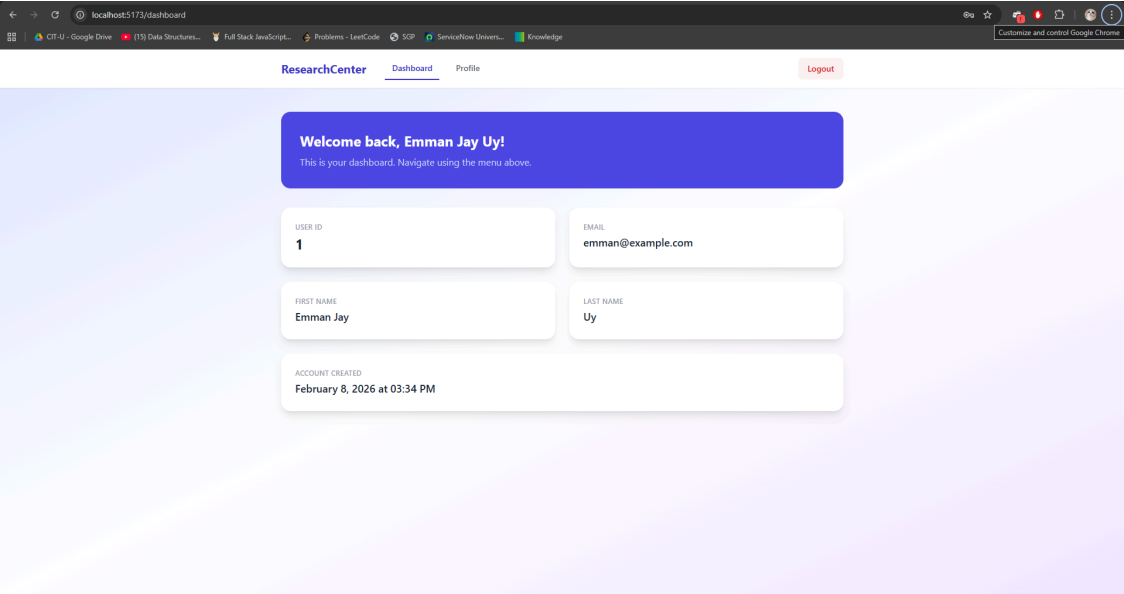 localhost:5173/dashboard
Customize and control Google Chrome
CIT-U - Google Drive
(15) Data Structures...
Full Stack JavaScript...
Problems - LeetCode
SGP
ServiceNow Univers...
Knowledge
ResearchCenter
Dashboard
Profile
Logout
Welcome back, Emman Jay Uy!
This is your dashboard. Navigate using the menu above.
USER ID
1
EMAIL
emman@example.com
FIRST NAME
Emman Jay
LAST NAME
Uy
ACCOUNT CREATED
February 8, 2026 at 03:34 PM